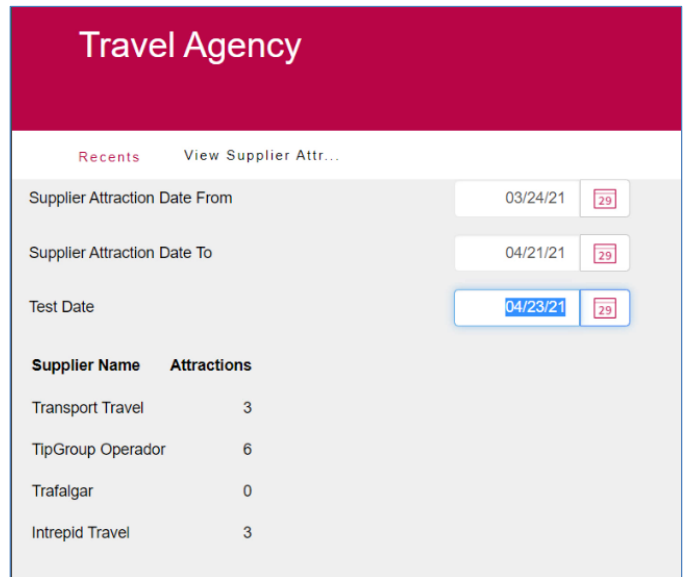 Travel Agency
Recents View Supplier Attr...
Supplier Attraction Date From 03/24/21 29
Supplier Attraction Date To 04/21/21 29
Test Date 04/23/21 29
Supplier Name Attractions
Transport Travel 3
TipGroup Operador 6
Trafalgar 0
Intrepid Travel 3